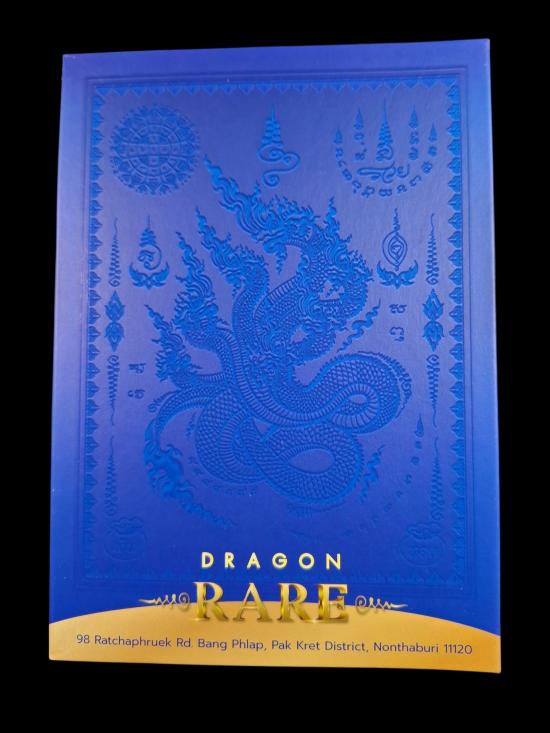 DRAGON
RARE
98 Ratchaphruek Rd. Bang Phlap, Pak Kret District, Nonthaburi 11120